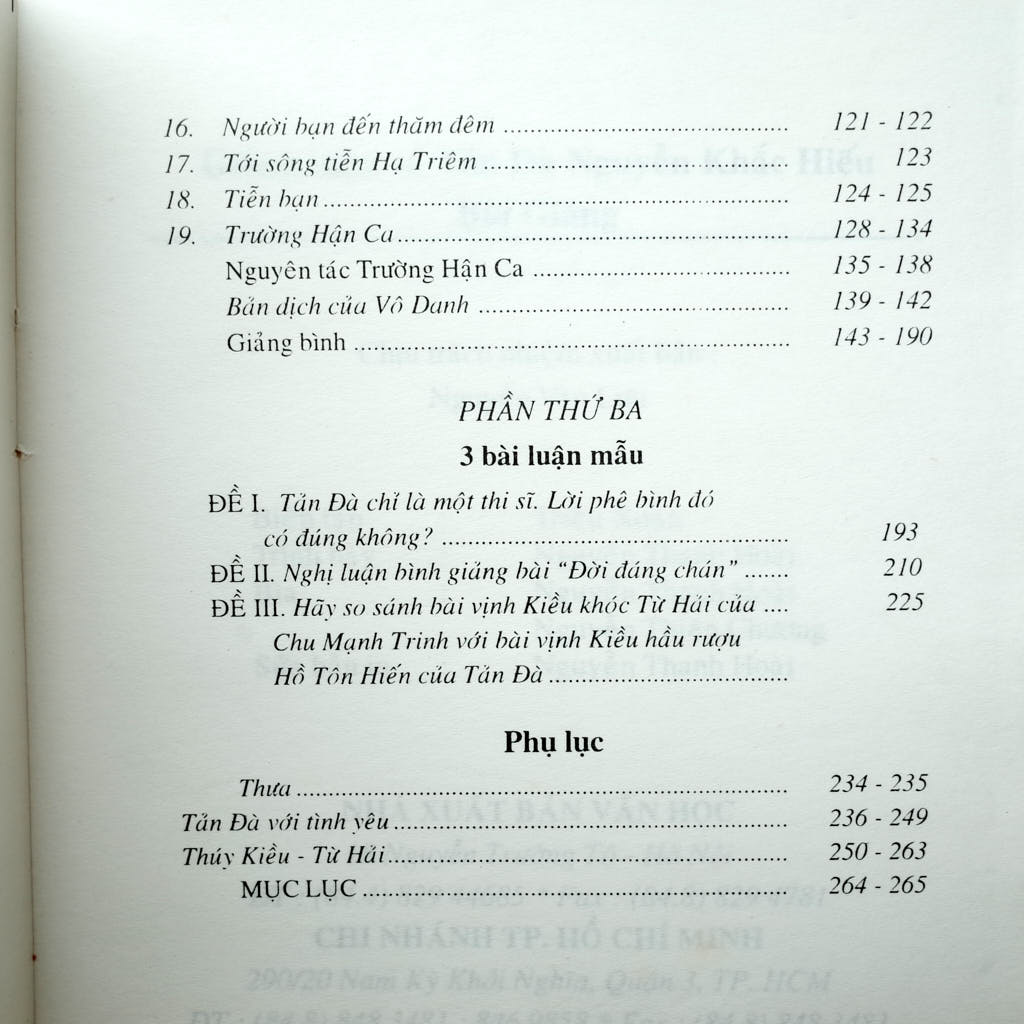 16. Người bạn đến thăm đêm ........................................ 121 - 122
17. Tới sông tiễn Hạ Triêm ........................................... 123
18. Tiễn bạn ................................................................ 124 - 125
19. Trường Hận Ca ...................................................... 128 - 134
Nguyên tác Trường Hận Ca ................................... 135 - 138
Bản dịch của Vô Danh ........................................... 139 - 142
Giảng bình ............................................................ 143 - 190
PHẦN THỨ BA
3 bài luận mẫu
ĐỀ I. Tản Đà chỉ là một thi sĩ. Lời phê bình đó
có đúng không? ................................................ 193
ĐỀ II. Nghị luận bình giảng bài “Đời đáng chán” ....... 210
ĐỀ III. Hãy so sánh bài vịnh Kiều khóc Từ Hải của .... 225
Chu Mạnh Trinh với bài vịnh Kiều hầu rượu
Hồ Tôn Hiến của Tản Đà .................................
Phụ lục
Thưa .................................................................... 234 - 235
Tản Đà với tình yêu ....................................................... 236 - 249
Thúy Kiều - Từ Hải ........................................................ 250 - 263
MỤC LỤC ............................................................ 264 - 265
NHÀ XUẤT BẢN VĂN HỌC
CHI NHÁNH TP. HỒ CHÍ MINH
290/20 Nam Kỳ Khởi Nghĩa, Quận 3, TP. HCM